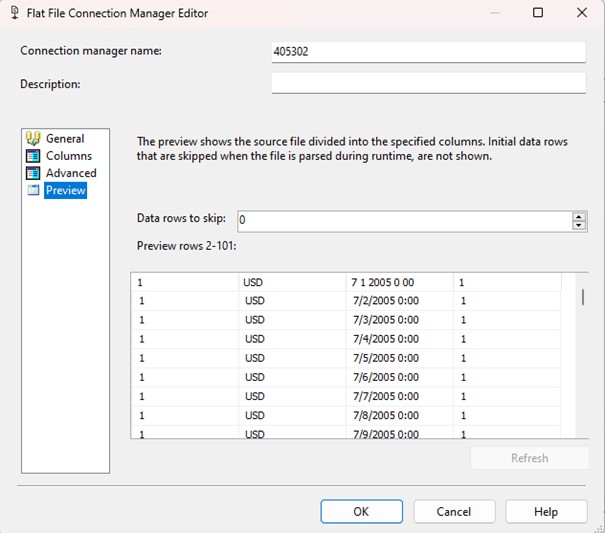 Flat File Connection Manager Editor
Connection manager name: 405302
Description:
General
Columns
Advanced
Preview
The preview shows the source file divided into the specified columns. Initial data rows
that are skipped when the file is parsed during runtime, are not shown.
Data rows to skip: 0
Preview rows 2-101:
1 USD 7 1 2005 0 00 1
1 USD 7/2/2005 0:00 1
1 USD 7/3/2005 0:00 1
1 USD 7/4/2005 0:00 1
1 USD 7/5/2005 0:00 1
1 USD 7/6/2005 0:00 1
1 USD 7/7/2005 0:00 1
1 USD 7/8/2005 0:00 1
1 USD 7/9/2005 0:00 1
Refresh
OK Cancel Help